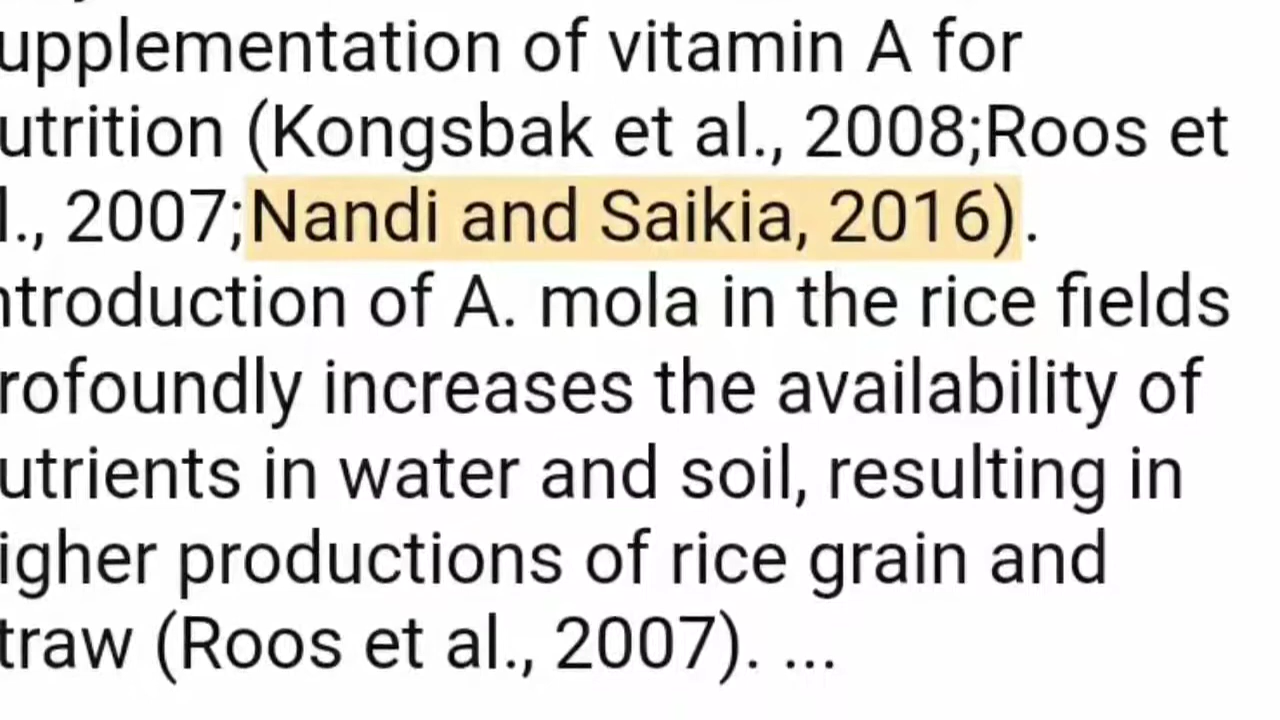 upplementation of vitamin A for
utrition (Kongsbak et al., 2008;Roos et
l., 2007;Nandi and Saikia, 2016).
ntroduction of A. mola in the rice fields
rofoundly increases the availability of
utrients in water and soil, resulting in
igher productions of rice grain and
traw (Roos et al., 2007). ...